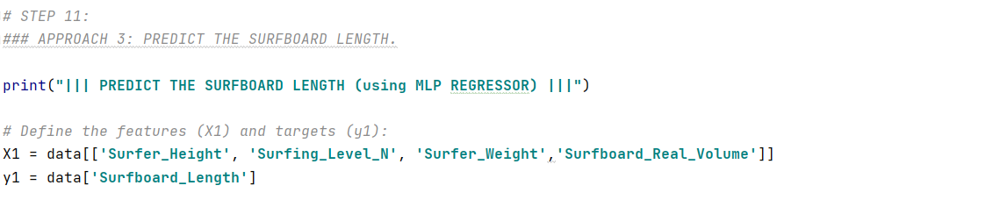 # STEP 11:
### APPROACH 3: PREDICT THE SURFBOARD LENGTH.
print("||| PREDICT THE SURFBOARD LENGTH (using MLP REGRESSOR) |||")
# Define the features (X1) and targets (y1):
X1 = data[['Surfer_Height', 'Surfing_Level_N', 'Surfer_Weight','Surfboard_Real_Volume']]
y1 = data['Surfboard_Length']